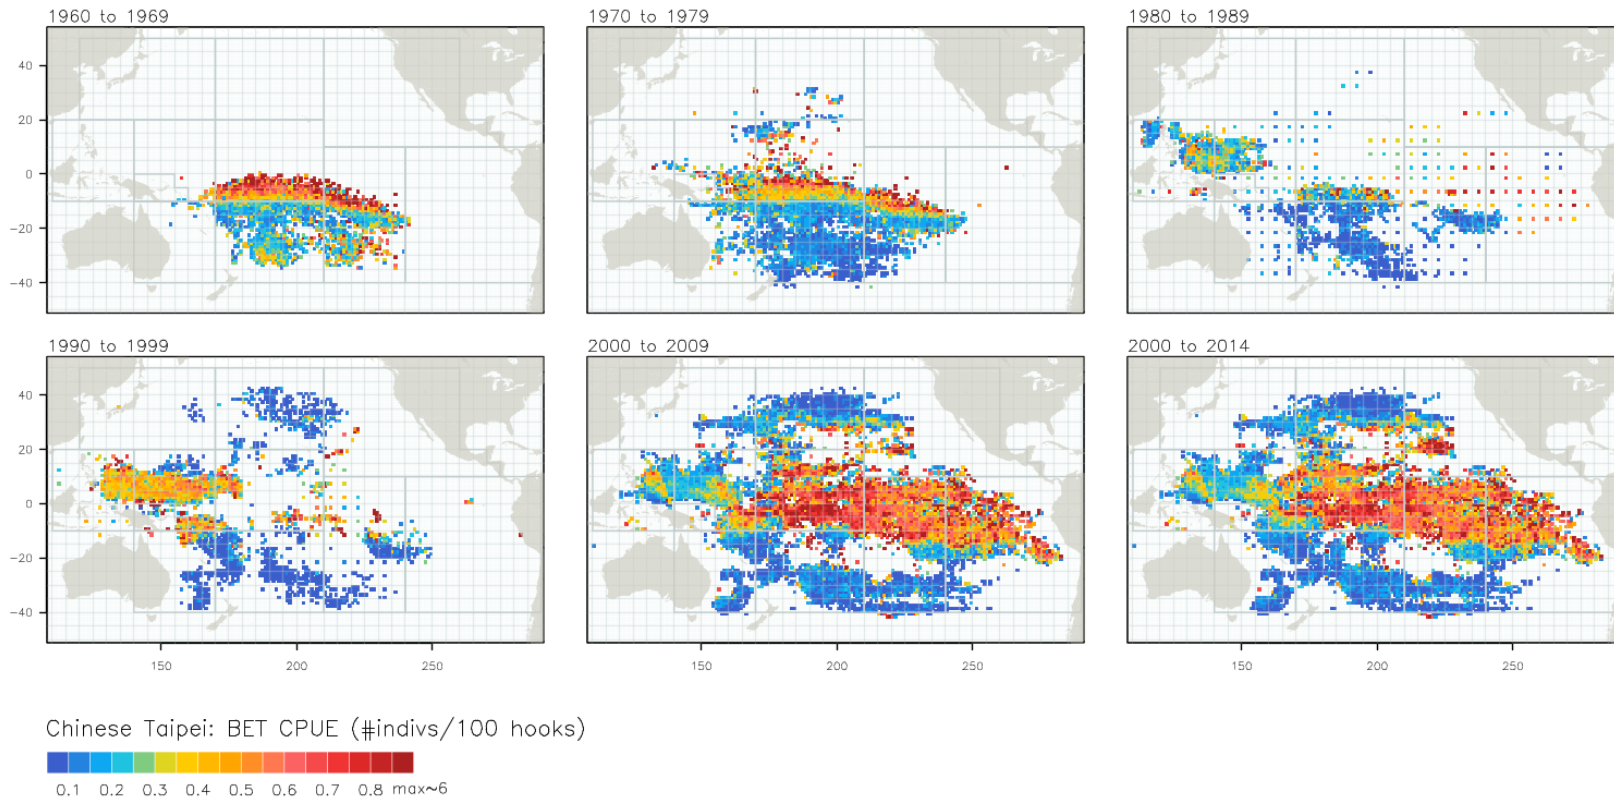 1960 to 1969
1970 to 1979
1980 to 1989
40
20
0
−20
−40
1990 to 1999
2000 to 2009
2000 to 2014
40
20
0
−20
−40
150 200 250
150 200 250
150 200 250
Chinese Taipei: BET CPUE (#indivs/100 hooks)
0.1 0.2 0.3 0.4 0.5 0.6 0.7 0.8 max~6